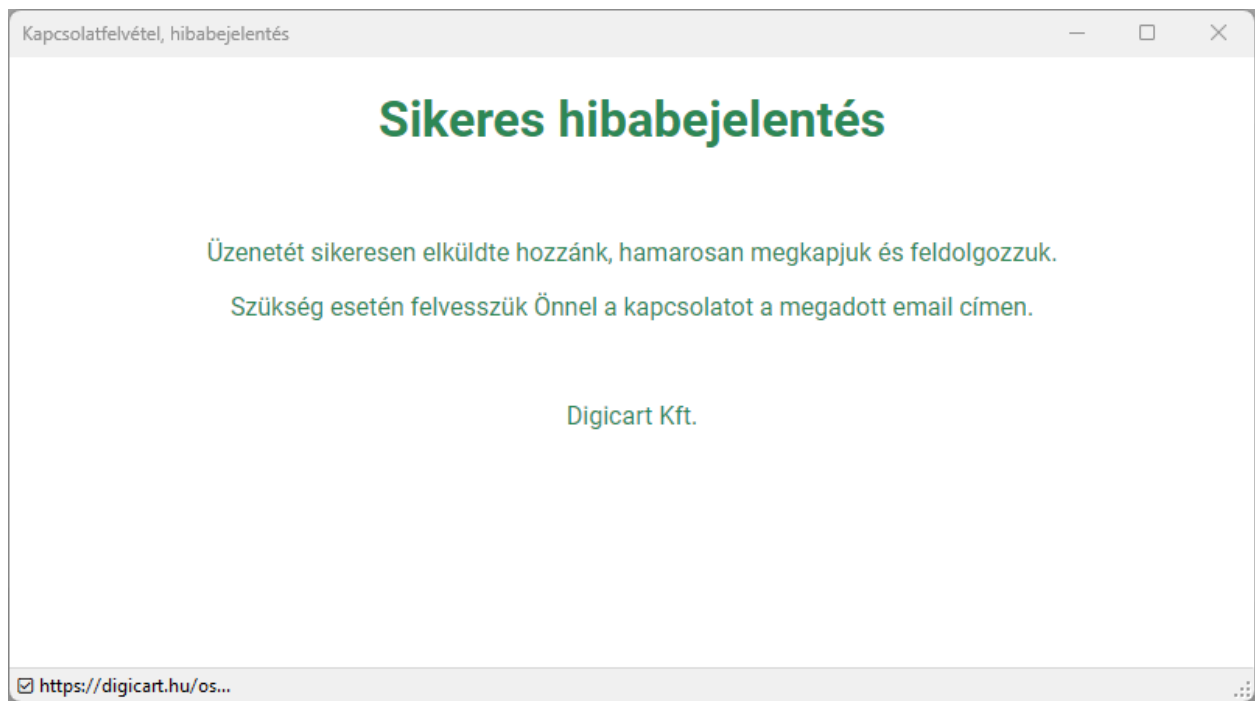 Kapcsolatfelvétel, hibabejelentés
Sikeres hibabejelentés
Üzenetét sikeresen elküldte hozzánk, hamarosan megkapjuk és feldolgozzuk.
Szükség esetén felvesszük Önnel a kapcsolatot a megadott email címen.
Digicart Kft.
https://digicart.hu/os...